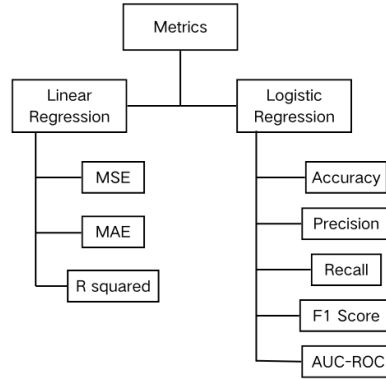 Metrics
Linear
Regression
Logistic
Regression
MSE
MAE
R squared
Accuracy
Precision
Recall
F1 Score
AUC-ROC